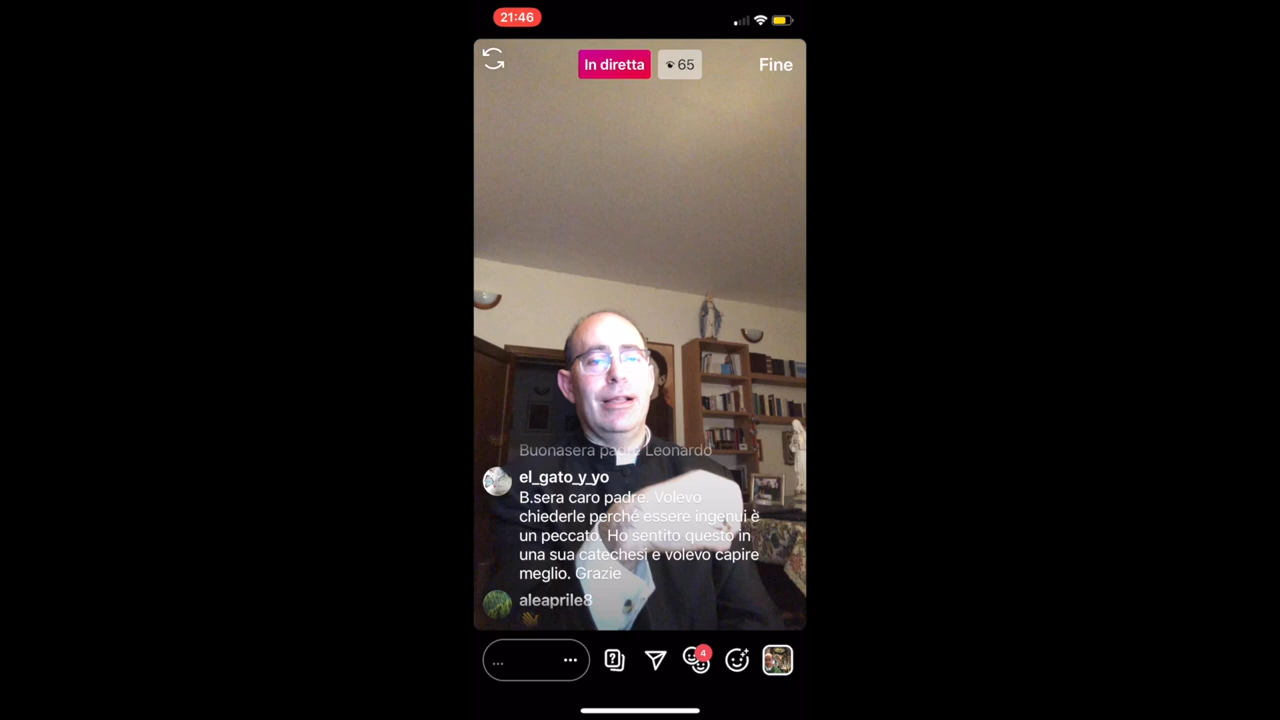 21:46
In diretta
65
Fine
Buonasera padre Leonardo
el_gato_y_yo
B.sera caro padre. Volevo
chiederle perché essere ingenui è
un peccato. Ho sentito questo in
una sua catechesi e volevo capire
meglio. Grazie
aleaprile8
...
4